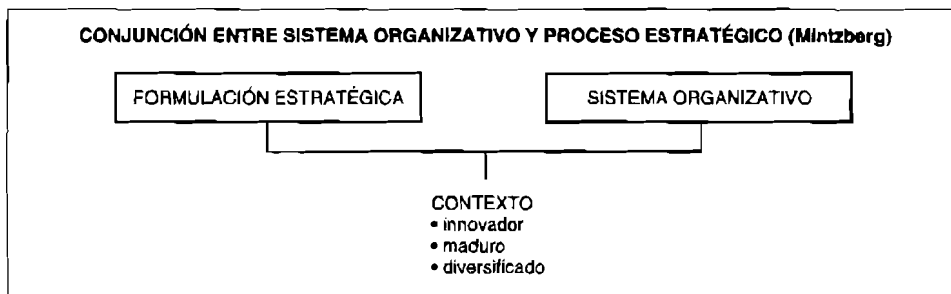 CONJUNCIÓN ENTRE SISTEMA ORGANIZATIVO Y PROCESO ESTRATÉGICO (Mintzberg)
FORMULACIÓN ESTRATÉGICA
SISTEMA ORGANIZATIVO
CONTEXTO
• innovador
• maduro
• diversificado